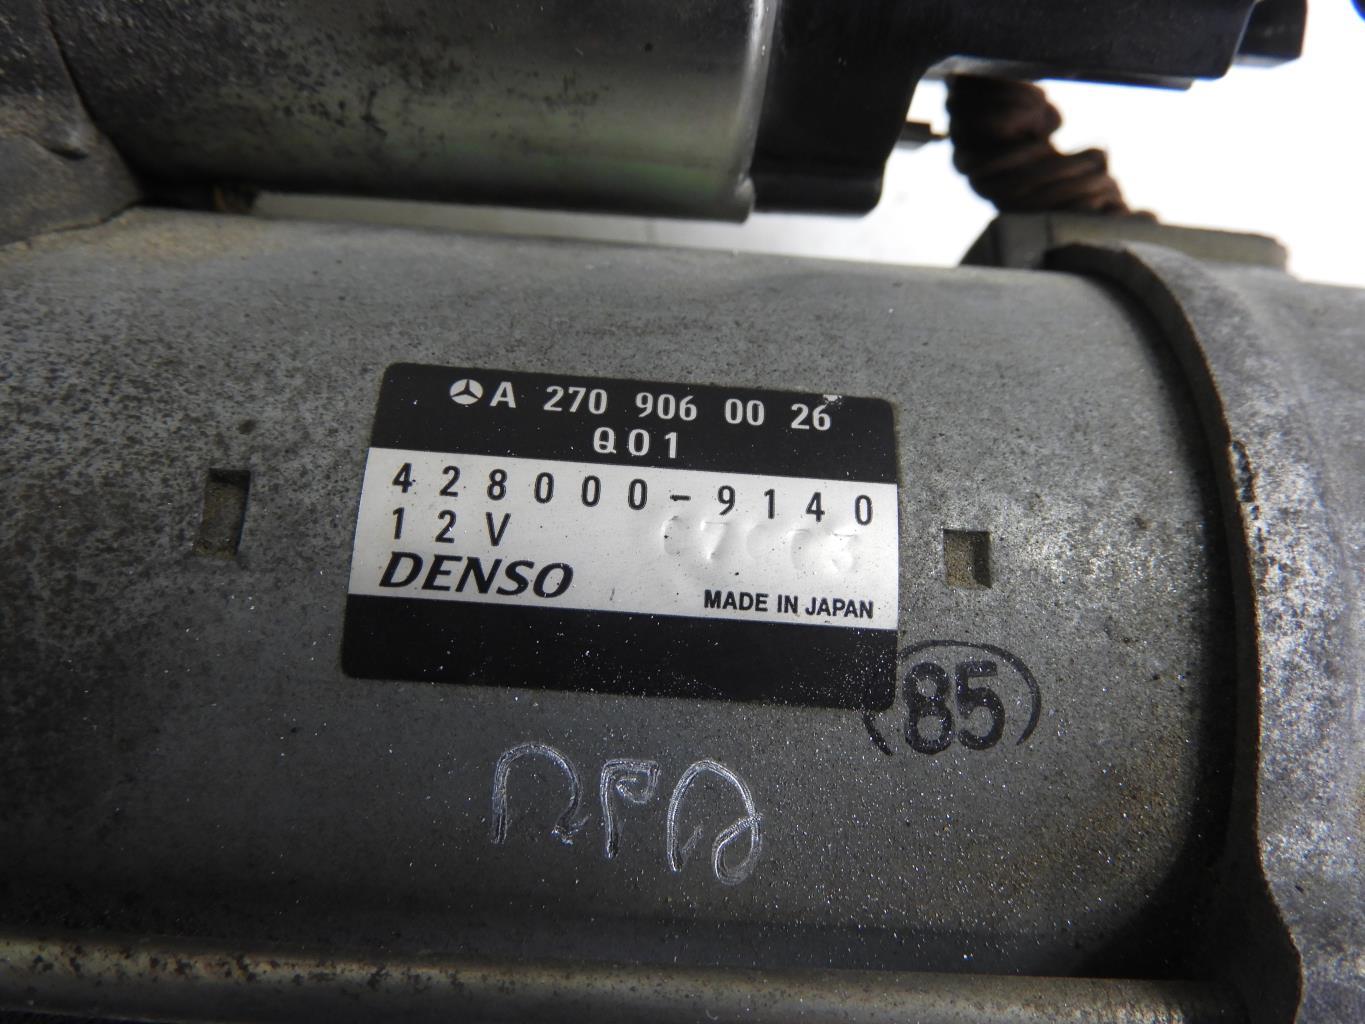 A 270 906 00 26
Q01
428000-9140
12V
DENSO
MADE IN JAPAN
85